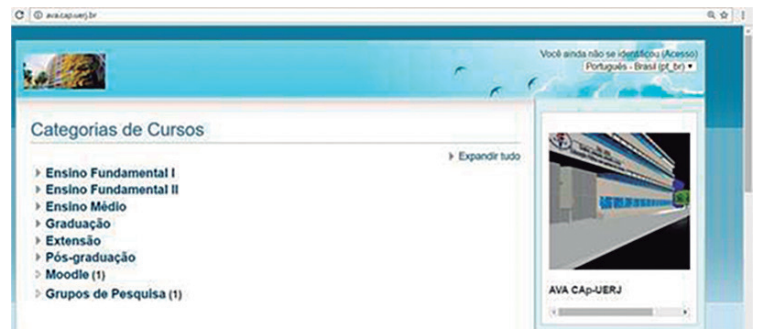 ava.cap.uerj.br
Você ainda não se identificou (Acesso)
Português - Brasil (pt_br)
Categorias de Cursos
Expandir tudo
Ensino Fundamental I
Ensino Fundamental II
Ensino Médio
Graduação
Extensão
Pós-graduação
Moodle (1)
Grupos de Pesquisa (1)
AVA CAp-UERJ